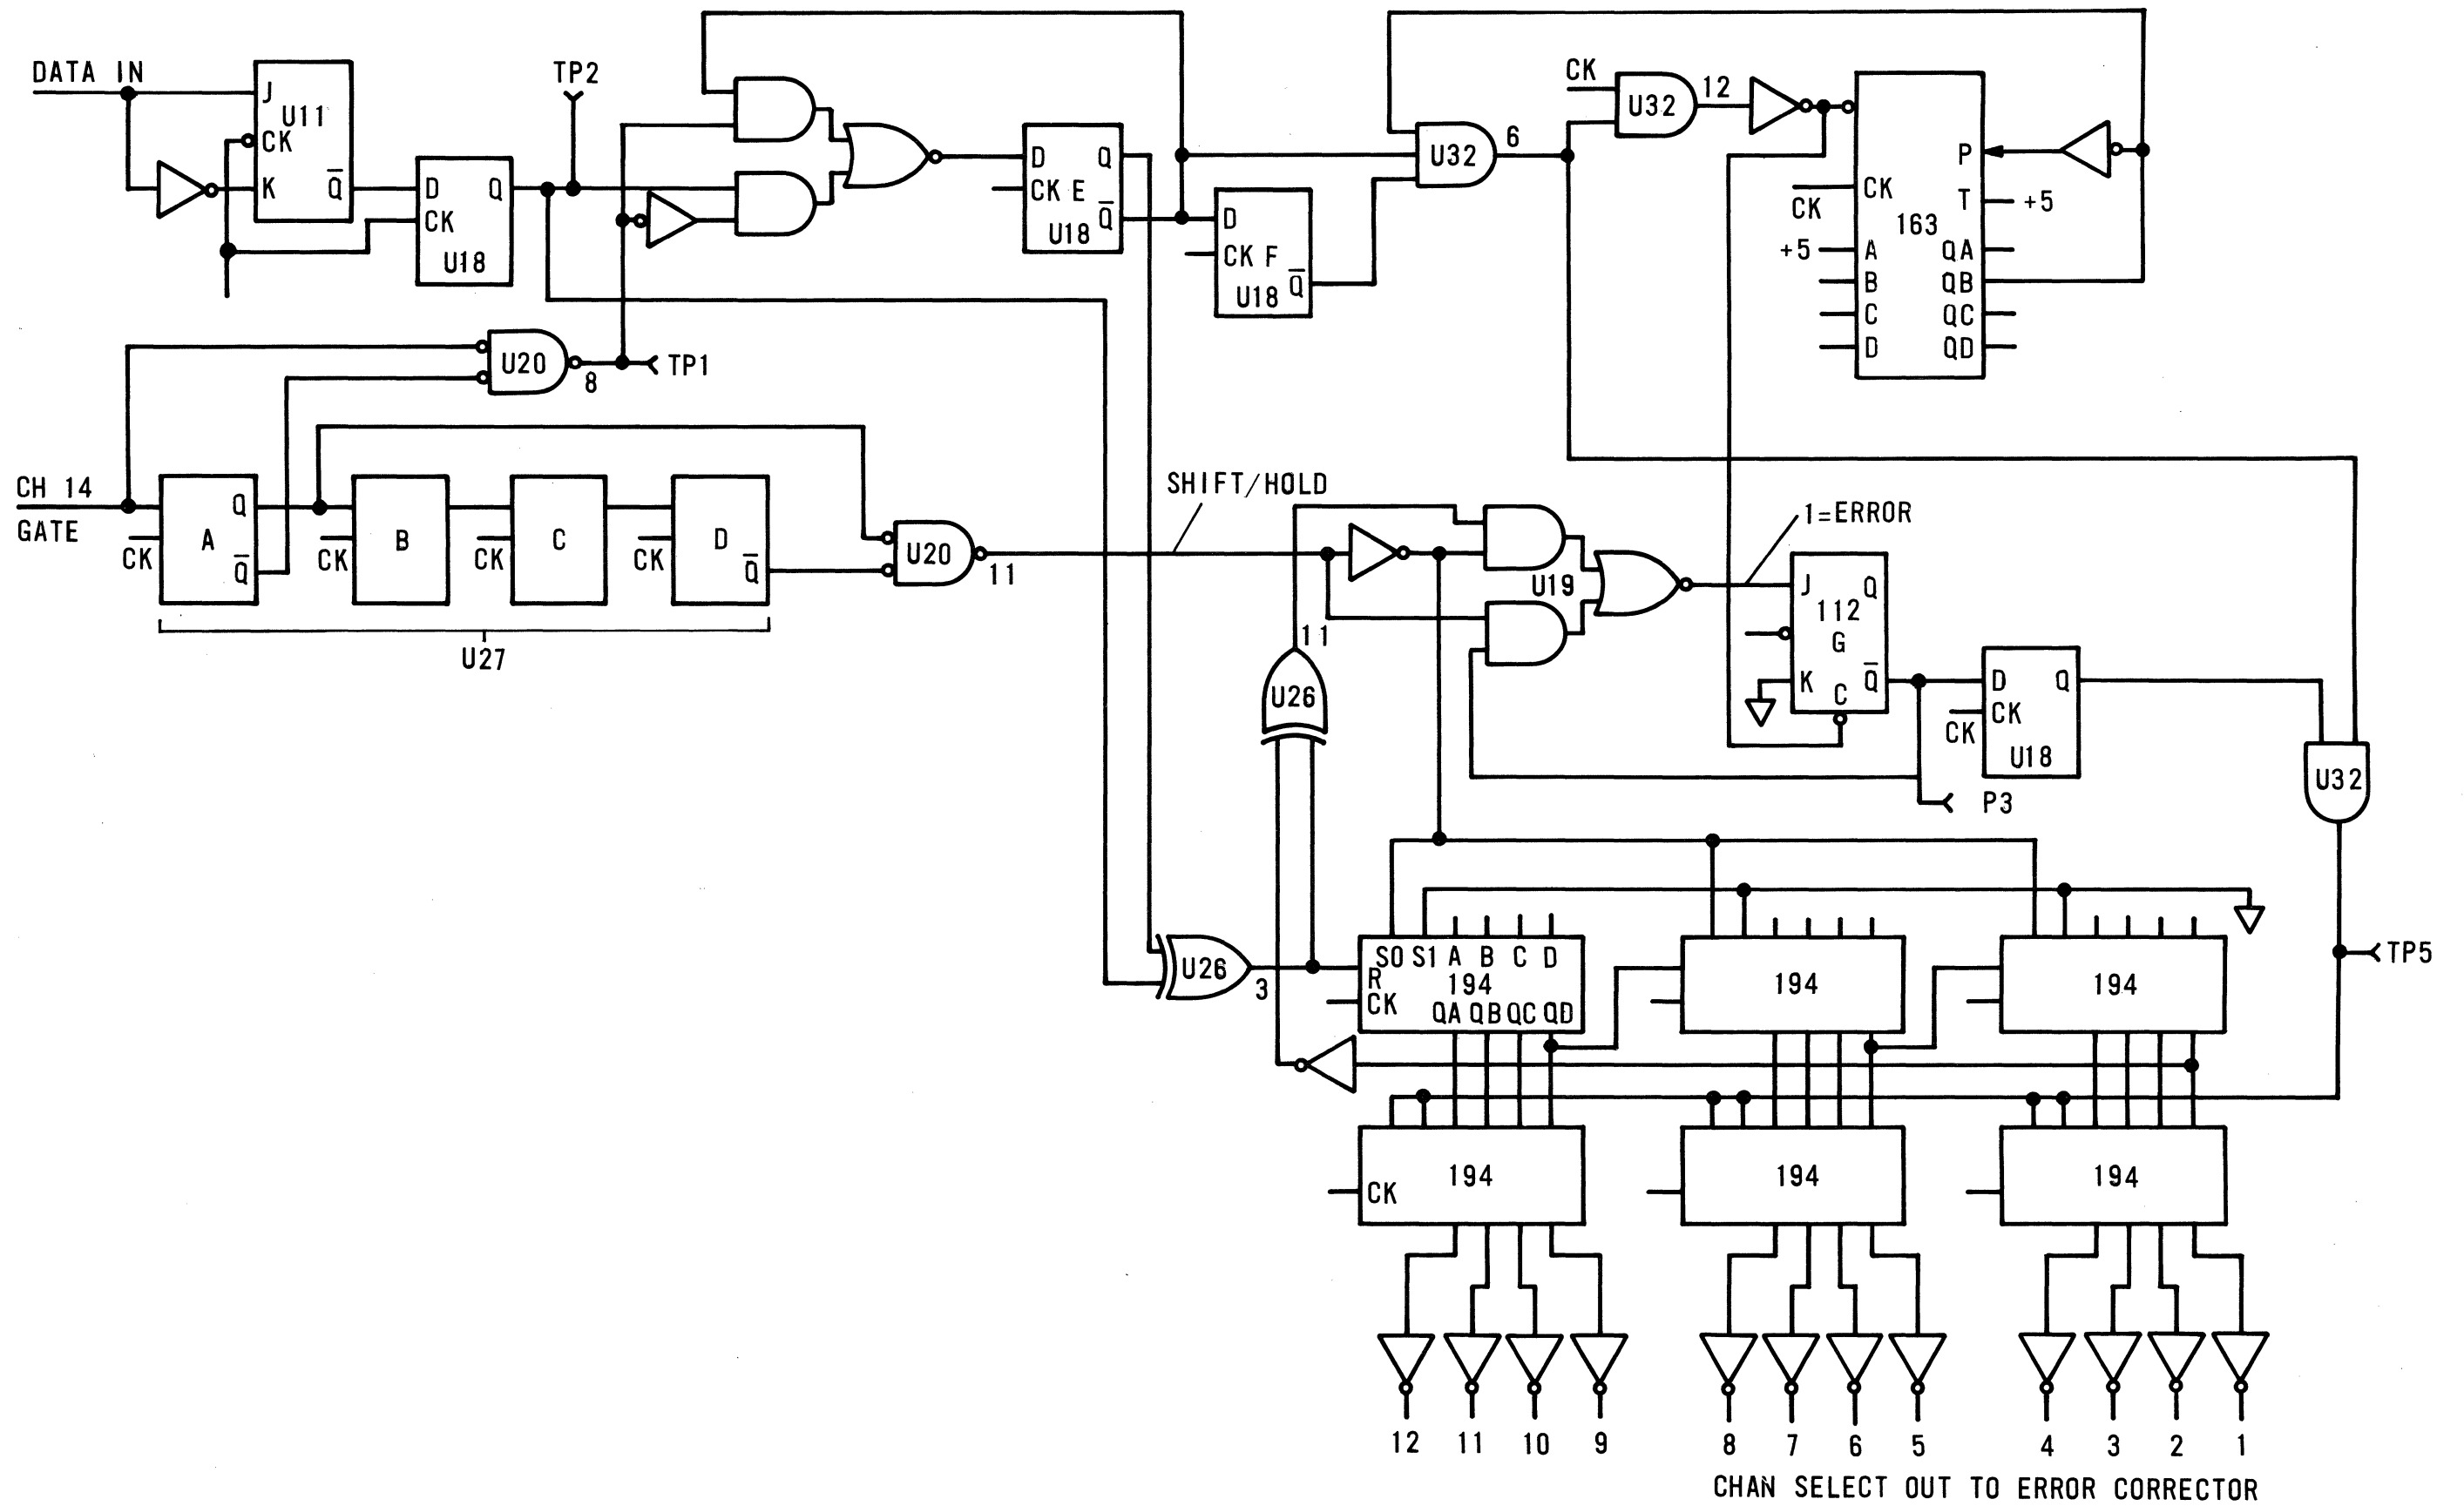 DATA IN
J
U11
CK
K
Q
D
Q
CK
U18
TP2
D
Q
CK E
Q
U18
D
CK F
Q
U18
U32
6
CK
U32
12
P
CK
CK
T
+5
163
+5
A
QA
B
QB
C
QC
D
QD
U20
8
TP1
CH 14
GATE
CK
A
Q
Q
CK
B
CK
C
CK
D
Q
U27
U20
11
SHIFT/HOLD
U19
1=ERROR
J
Q
112
G
K
C
Q
D
Q
CK
CK
U18
P3
U32
TP5
11
U26
U26
3
S0 S1 A B C D
R
194
CK
QA QB QC QD
194
194
CK
194
194
194
12 11 10 9 8 7 6 5 4 3 2 1
CHAN SELECT OUT TO ERROR CORRECTOR